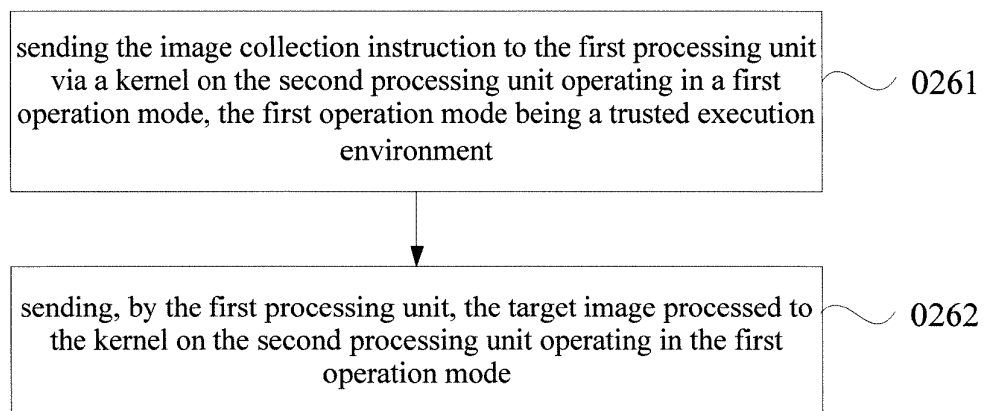 sending the image collection instruction to the first processing unit
via a kernel on the second processing unit operating in a first
operation mode, the first operation mode being a trusted execution
environment
0261
sending, by the first processing unit, the target image processed to
the kernel on the second processing unit operating in the first
operation mode
0262